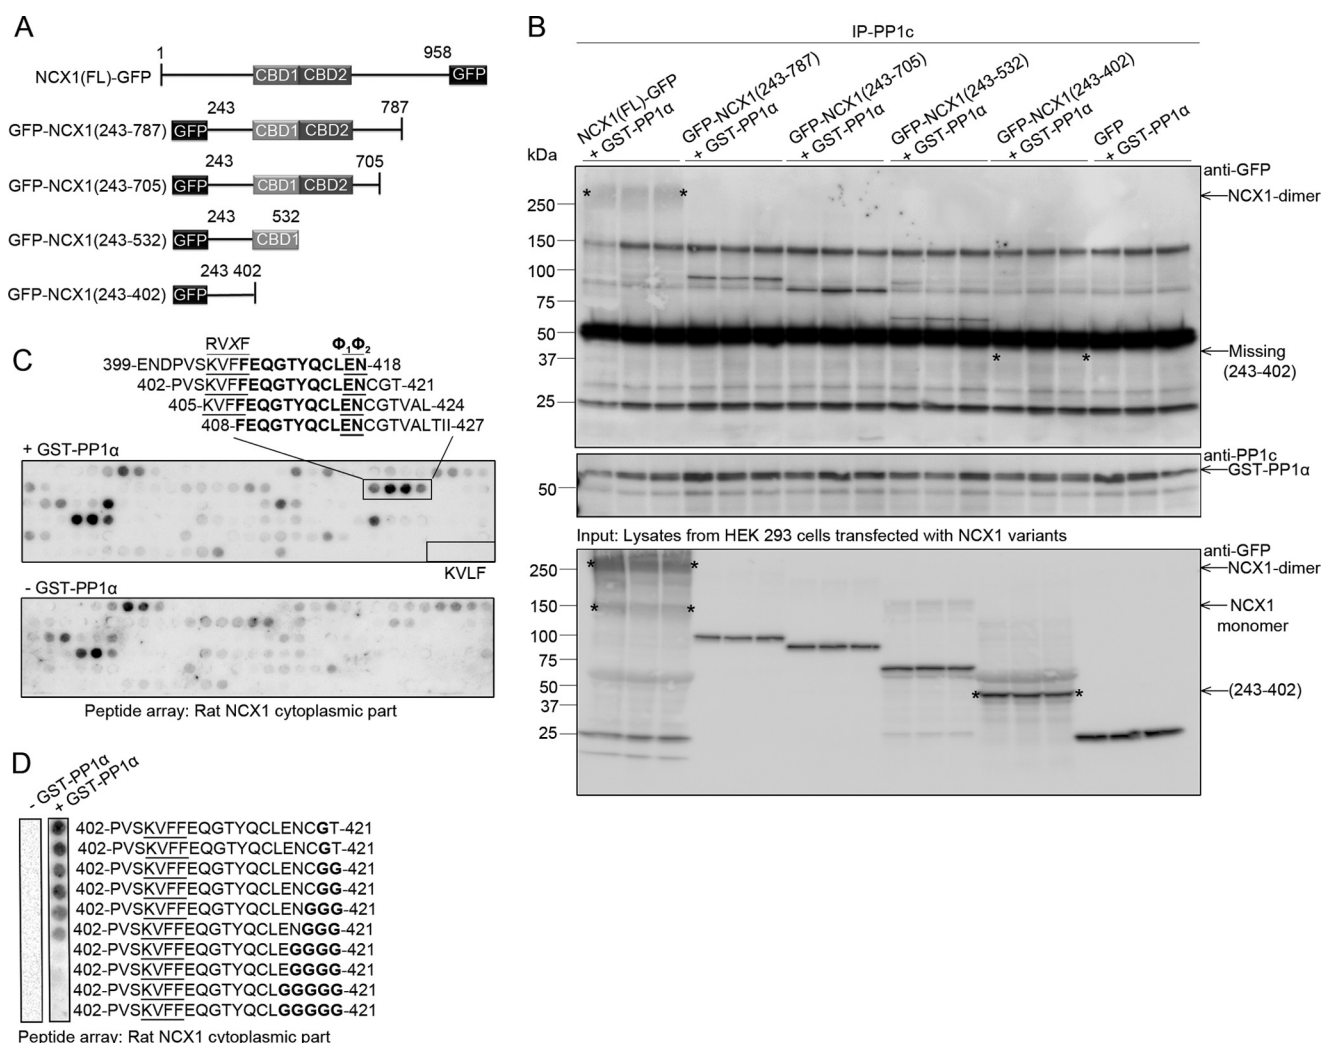 A
1
958
NCX1(FL)-GFP
CBD1
CBD2
GFP
243
787
GFP-NCX1(243-787)
GFP
CBD1
CBD2
243
705
GFP-NCX1(243-705)
GFP
CBD1
CBD2
243
532
GFP-NCX1(243-532)
GFP
CBD1
243 402
GFP-NCX1(243-402)
GFP
B
IP-PP1c
NCX1(FL)-GFP
+ GST-PP1α
GFP-NCX1(243-787)
+ GST-PP1α
GFP-NCX1(243-705)
+ GST-PP1α
GFP-NCX1(243-532)
+ GST-PP1α
GFP-NCX1(243-402)
+ GST-PP1α
GFP
+ GST-PP1α
kDa
anti-GFP
NCX1-dimer
250
150
100
75
50
37
25
* *
* *
Missing
(243-402)
anti-PP1c
GST-PP1α
50
Input: Lysates from HEK 293 cells transfected with NCX1 variants
anti-GFP
NCX1-dimer
250
150
100
75
50
37
25
* *
* *
* *
NCX1
monomer
(243-402)
C
RVXF
Φ1Φ2
399-ENDPVSKVFFEQGTYQCLEN-418
402-PVSKVFFEQGTYQCLENCGT-421
405-KVFFEQGTYQCLENCGTVAL-424
408-FEQGTYQCLENCGTVALTII-427
+ GST-PP1α
KVLF
- GST-PP1α
Peptide array: Rat NCX1 cytoplasmic part
D
- GST-PP1α
+ GST-PP1α
402-PVSKVFFEQGTYQCLENCGT-421
402-PVSKVFFEQGTYQCLENCGT-421
402-PVSKVFFEQGTYQCLENCGG-421
402-PVSKVFFEQGTYQCLENCGG-421
402-PVSKVFFEQGTYQCLENGGG-421
402-PVSKVFFEQGTYQCLENGGG-421
402-PVSKVFFEQGTYQCLEGGGG-421
402-PVSKVFFEQGTYQCLEGGGG-421
402-PVSKVFFEQGTYQCLGGGGG-421
402-PVSKVFFEQGTYQCLGGGGG-421
Peptide array: Rat NCX1 cytoplasmic part